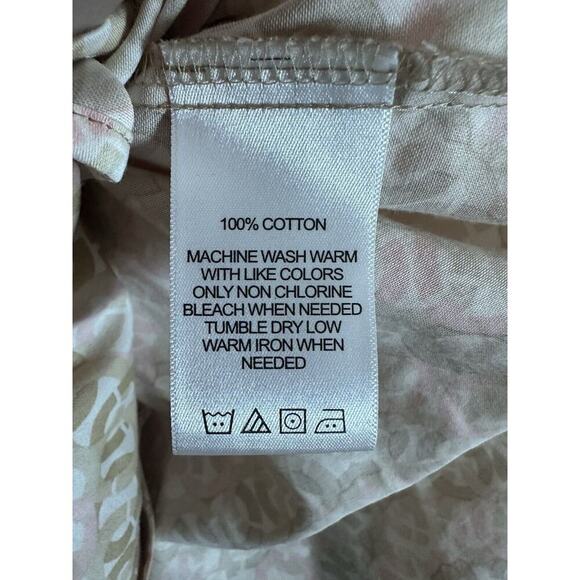 100% COTTON
MACHINE WASH WARM
WITH LIKE COLORS
ONLY NON CHLORINE
BLEACH WHEN NEEDED
TUMBLE DRY LOW
WARM IRON WHEN
NEEDED